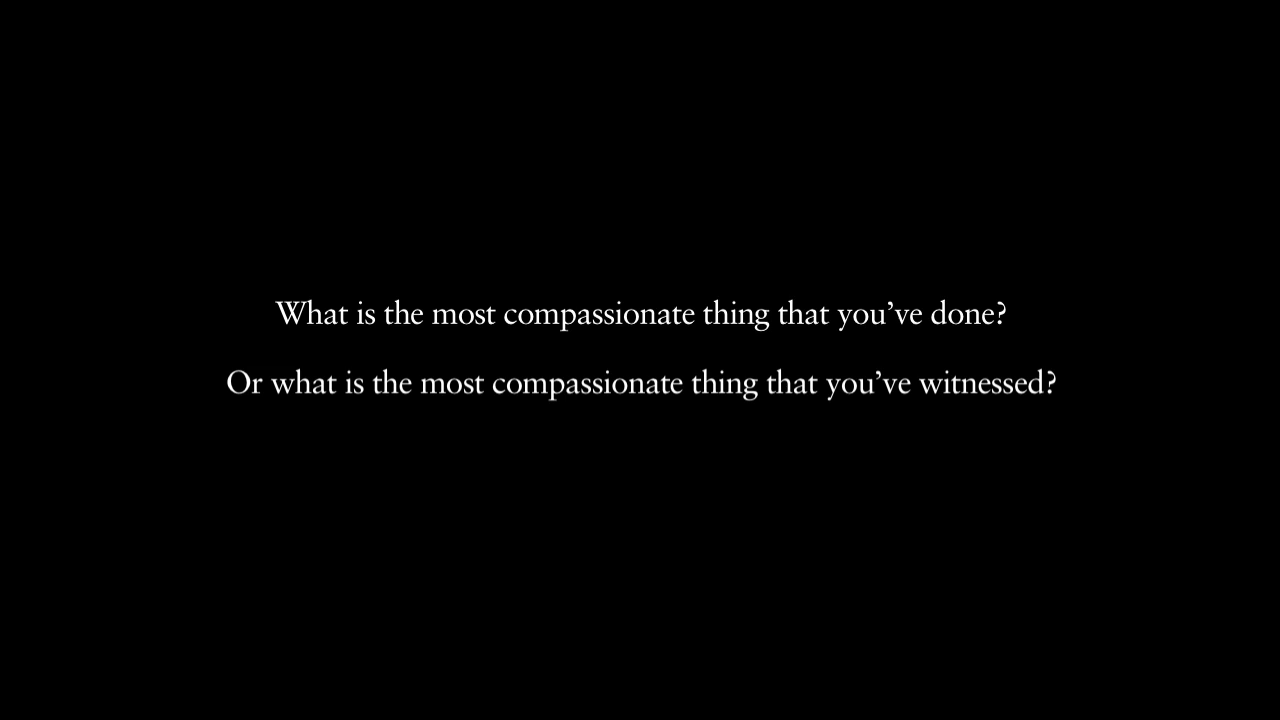 What is the most compassionate thing that you’ve done?
Or what is the most compassionate thing that you’ve witnessed?